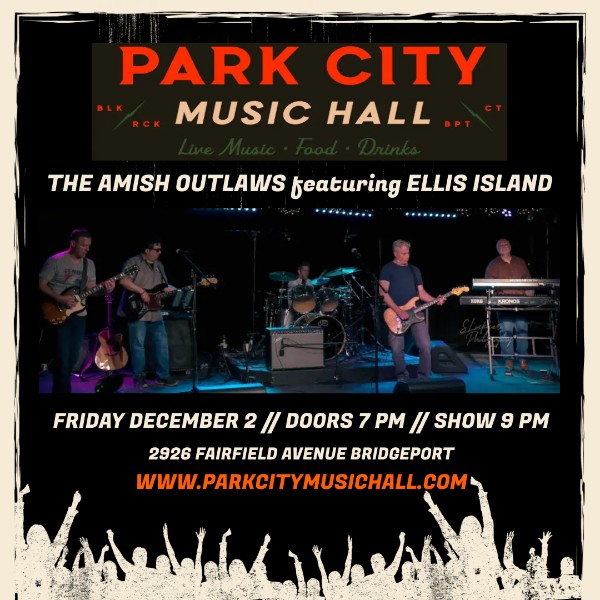 PARK CITY
BLK RCK MUSIC HALL BPT CT
Live Music · Food · Drinks
THE AMISH OUTLAWS featuring ELLIS ISLAND
KORG KRONOS
FRIDAY DECEMBER 2 // DOORS 7 PM // SHOW 9 PM
2926 FAIRFIELD AVENUE BRIDGEPORT
WWW.PARKCITYMUSICHALL.COM